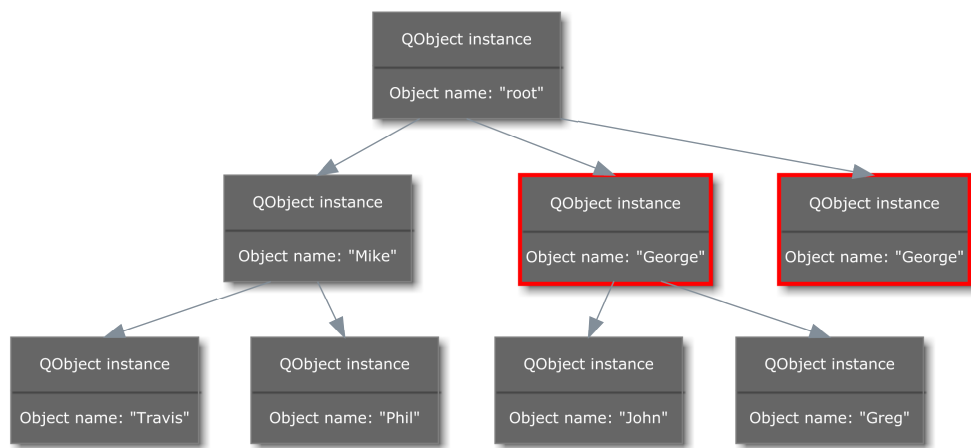 QObject instance
Object name: "root"
QObject instance
Object name: "Mike"
QObject instance
Object name: "George"
QObject instance
Object name: "George"
QObject instance
Object name: "Travis"
QObject instance
Object name: "Phil"
QObject instance
Object name: "John"
QObject instance
Object name: "Greg"